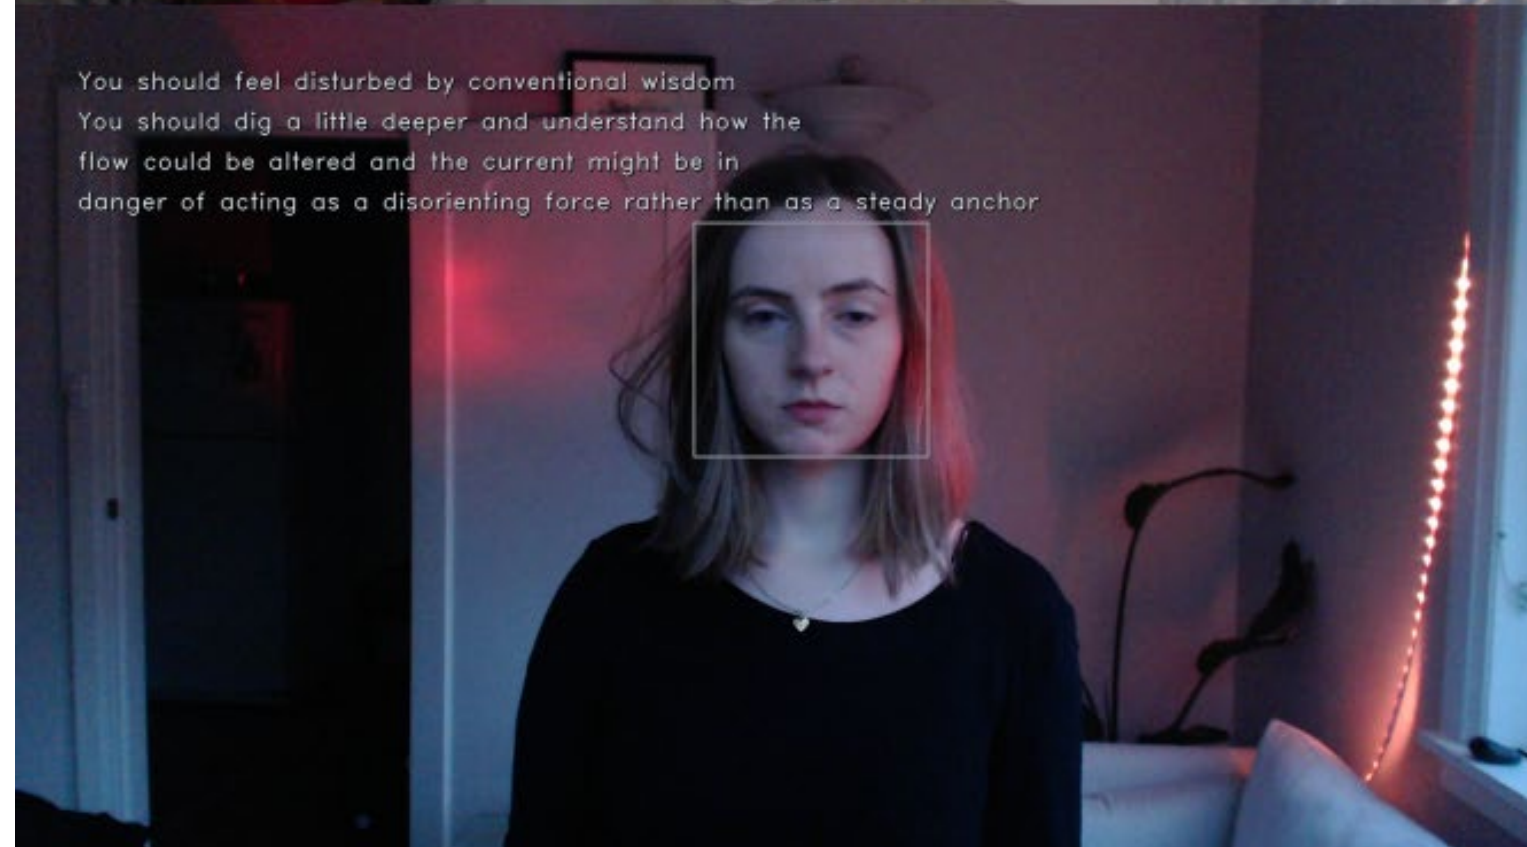 You should feel disturbed by conventional wisdom
You should dig a little deeper and understand how the
flow could be altered and the current might be in
danger of acting as a disorienting force rather than as a steady anchor